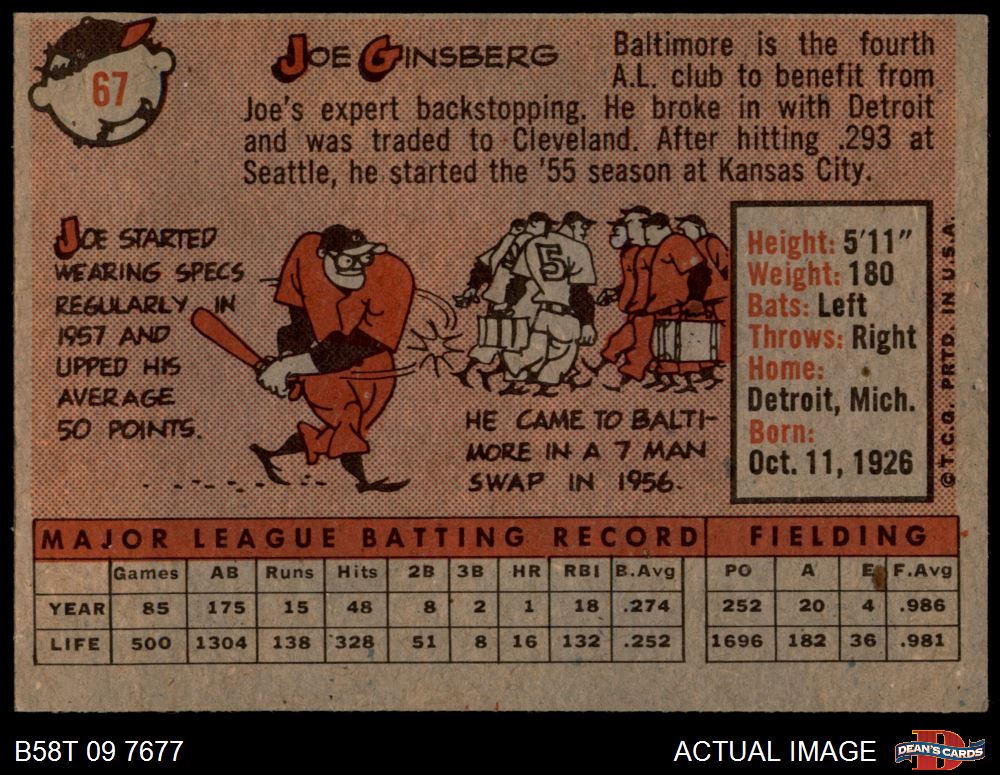 67
JOE GINSBERG
Baltimore is the fourth
A.L. club to benefit from
Joe's expert backstopping. He broke in with Detroit
and was traded to Cleveland. After hitting .293 at
Seattle, he started the '55 season at Kansas City.
JOE STARTED
WEARING SPECS
REGULARLY IN
1957 AND
UPPED HIS
AVERAGE
50 POINTS.
5
HE CAME TO BALTI-
MORE IN A 7 MAN
SWAP IN 1956.
Height: 5'11"
Weight: 180
Bats: Left
Throws: Right
Home:
Detroit, Mich.
Born:
Oct. 11, 1926
©T.C.G. PRTD. IN U.S.A.
MAJOR LEAGUE BATTING RECORD FIELDING
Games AB Runs Hits 2B 3B HR RBI B.Avg PO A E F.Avg
YEAR 85 175 15 48 8 2 1 18 .274 252 20 4 .986
LIFE 500 1304 138 328 51 8 16 132 .252 1696 182 36 .981
B58T 09 7677 ACTUAL IMAGE D DEAN'S CARDS